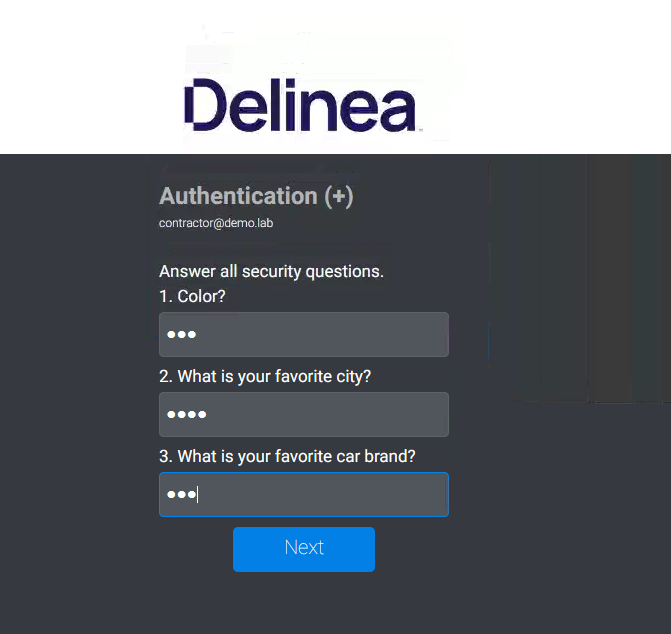 Delinea
Authentication (+)
contractor@demo.lab
Answer all security questions.
1. Color?
•••
2. What is your favorite city?
••••
3. What is your favorite car brand?
•••
Next